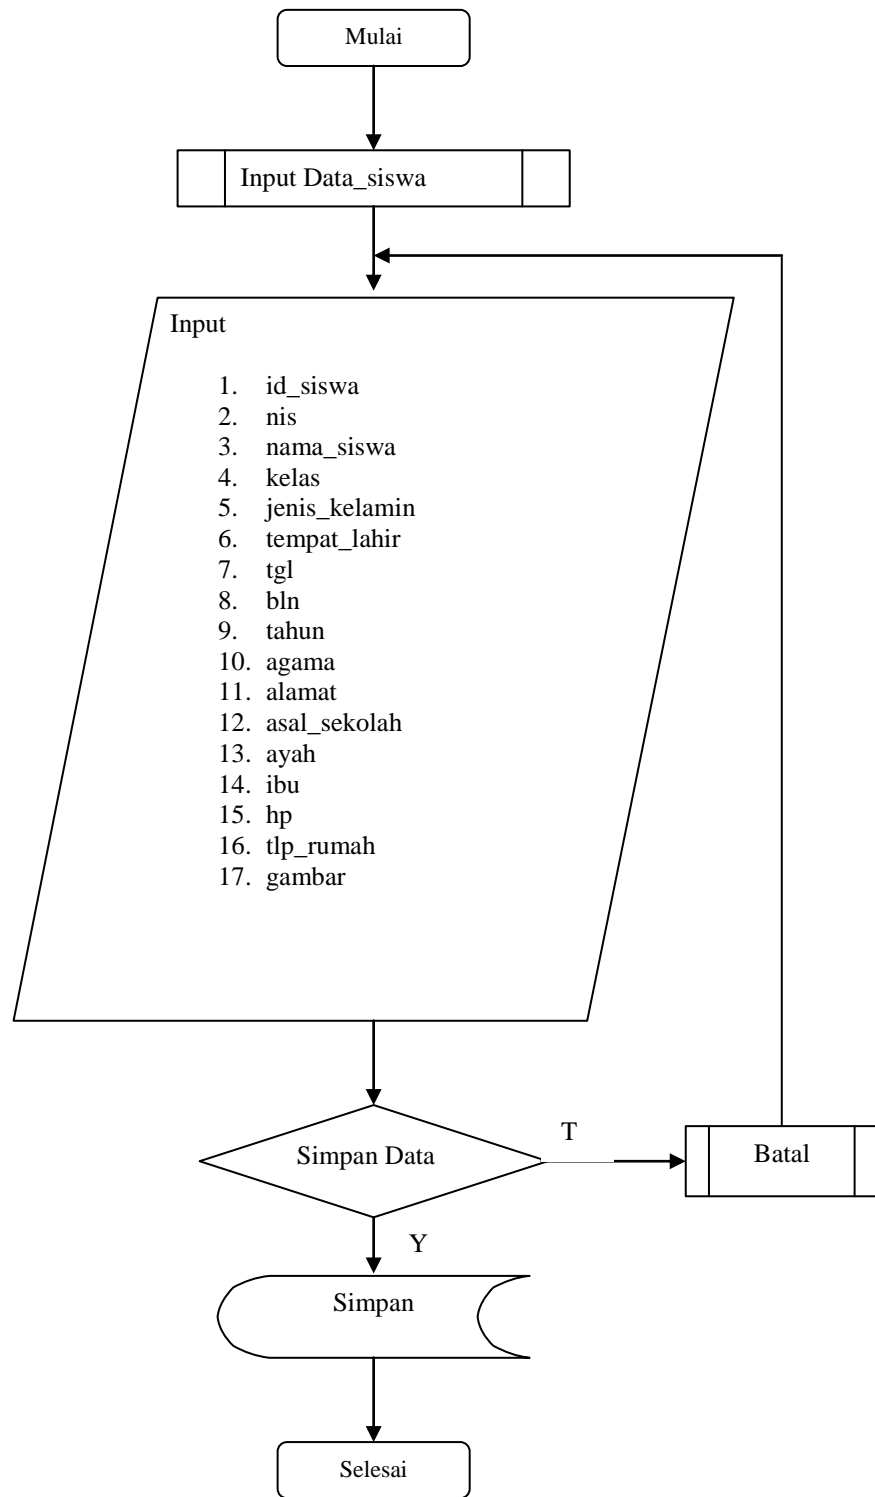 Mulai
Input Data_siswa
Input
1. id_siswa
2. nis
3. nama_siswa
4. kelas
5. jenis_kelamin
6. tempat_lahir
7. tgl
8. bln
9. tahun
10. agama
11. alamat
12. asal_sekolah
13. ayah
14. ibu
15. hp
16. tlp_rumah
17. gambar
T
Simpan Data
Batal
Y
Simpan
Selesai